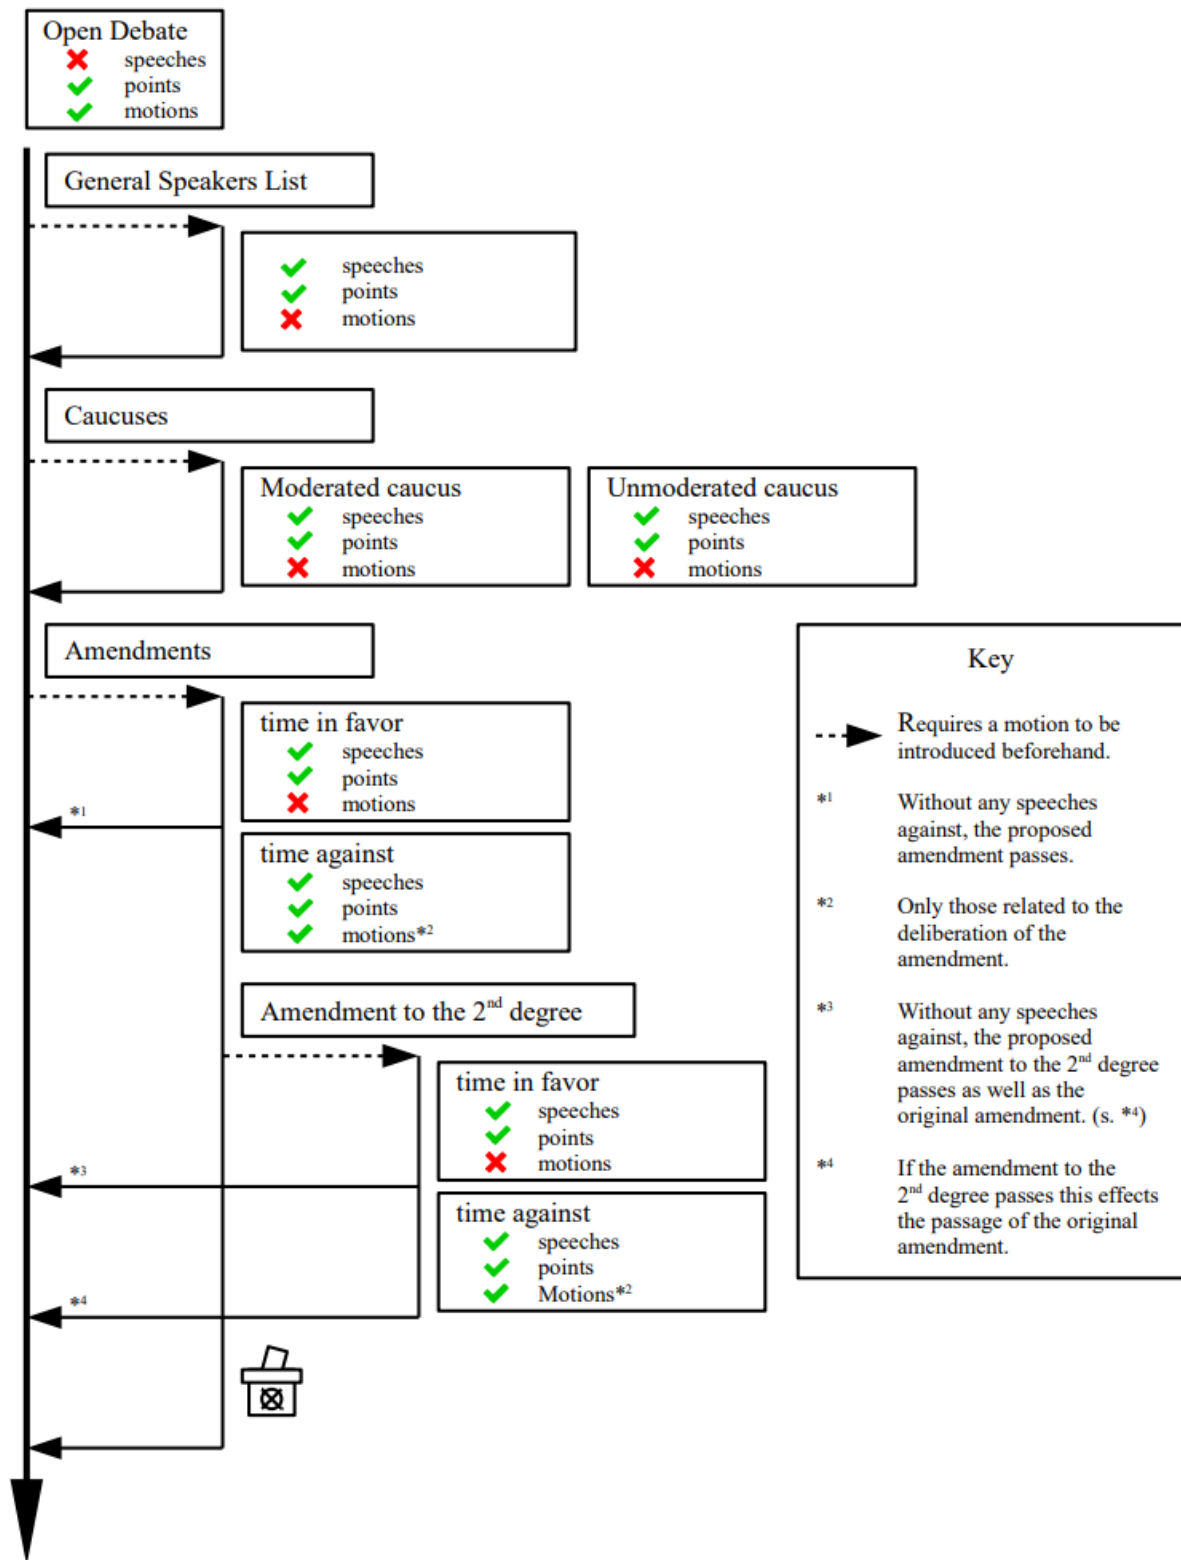 Open Debate
speeches
points
motions
General Speakers List
speeches
points
motions
Caucuses
Moderated caucus
speeches
points
motions
Unmoderated caucus
speeches
points
motions
Amendments
time in favor
speeches
points
motions
*1
time against
speeches
points
motions*2
Amendment to the 2nd degree
time in favor
speeches
points
motions
*3
time against
speeches
points
Motions*2
*4
Key
Requires a motion to be
introduced beforehand.
*1
Without any speeches
against, the proposed
amendment passes.
*2
Only those related to the
deliberation of the
amendment.
*3
Without any speeches
against, the proposed
amendment to the 2nd degree
passes as well as the
original amendment. (s. *4)
*4
If the amendment to the
2nd degree passes this effects
the passage of the original
amendment.